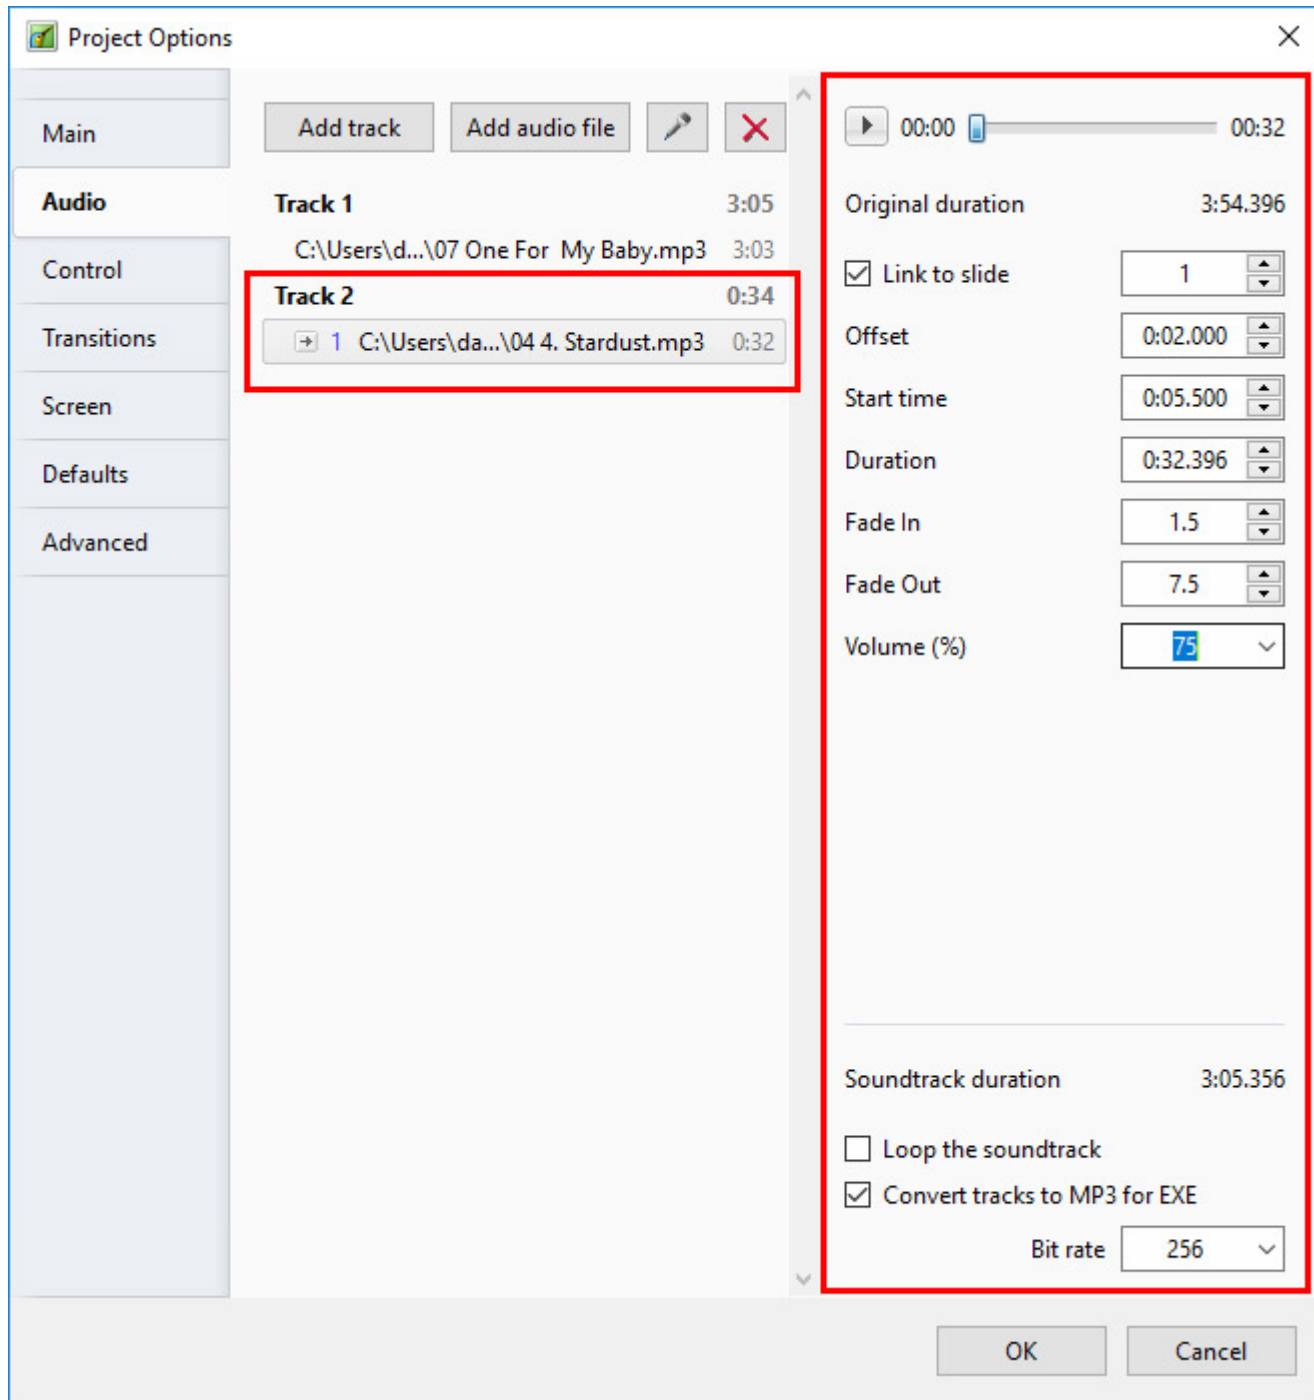 Project Options
Main
Audio
Control
Transitions
Screen
Defaults
Advanced
Add track Add audio file
Track 1 3:05
C:\Users\d...\07 One For My Baby.mp3 3:03
Track 2 0:34
1 C:\Users\da...\04 4. Stardust.mp3 0:32
00:00 00:32
Original duration 3:54.396
Link to slide 1
Offset 0:02.000
Start time 0:05.500
Duration 0:32.396
Fade In 1.5
Fade Out 7.5
Volume (%) 75
Soundtrack duration 3:05.356
Loop the soundtrack
Convert tracks to MP3 for EXE
Bit rate 256
OK Cancel